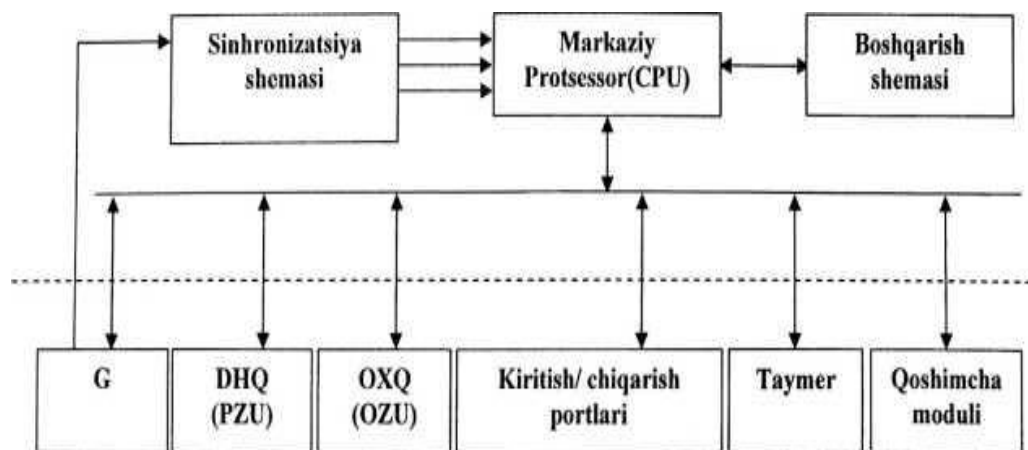 Sinhronizatsiya
shemasi
Markaziy
Protsessor(CPU)
Boshqarish
shemasi
G
DHQ
(PZU)
OXQ
(OZU)
Kiritish/ chiqarish
portlari
Taymer
Qoshimcha
moduli